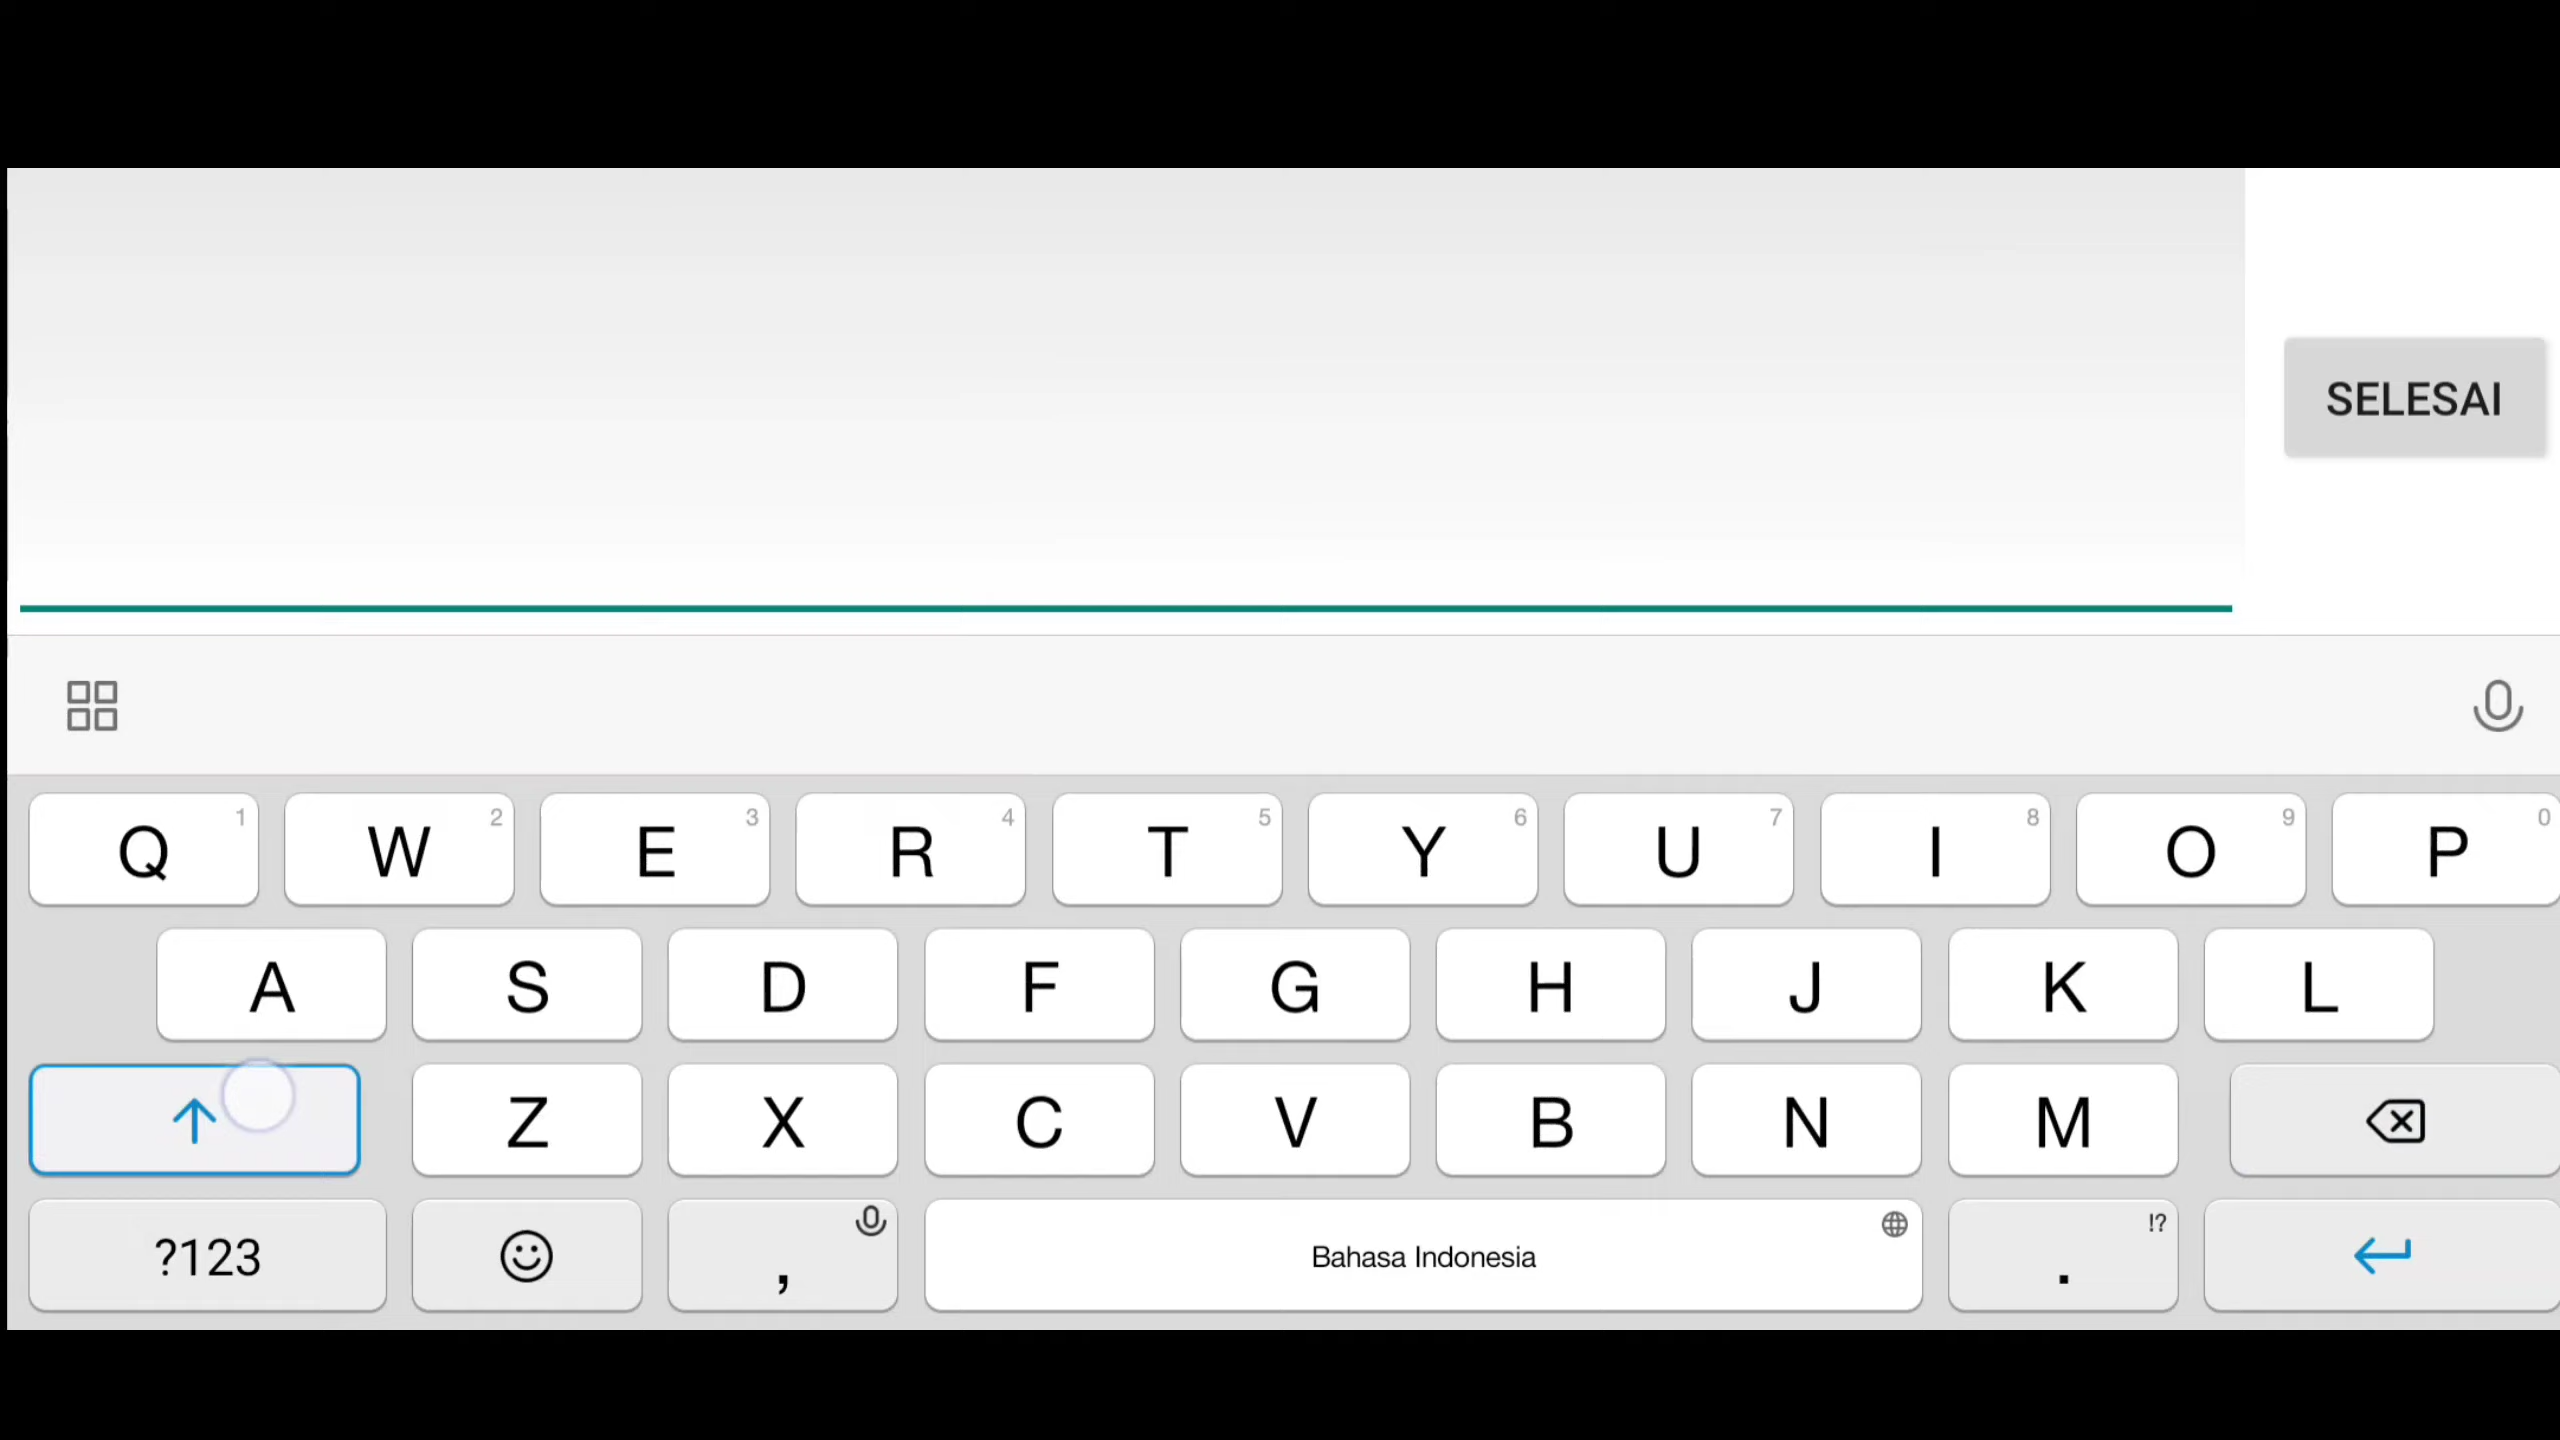 SELESAI
Q 1 W 2 E 3 R 4 T 5 Y 6 U 7 I 8 O 9 P 0
A S D F G H J K L
Z X C V B N M
?123 , Bahasa Indonesia . !?